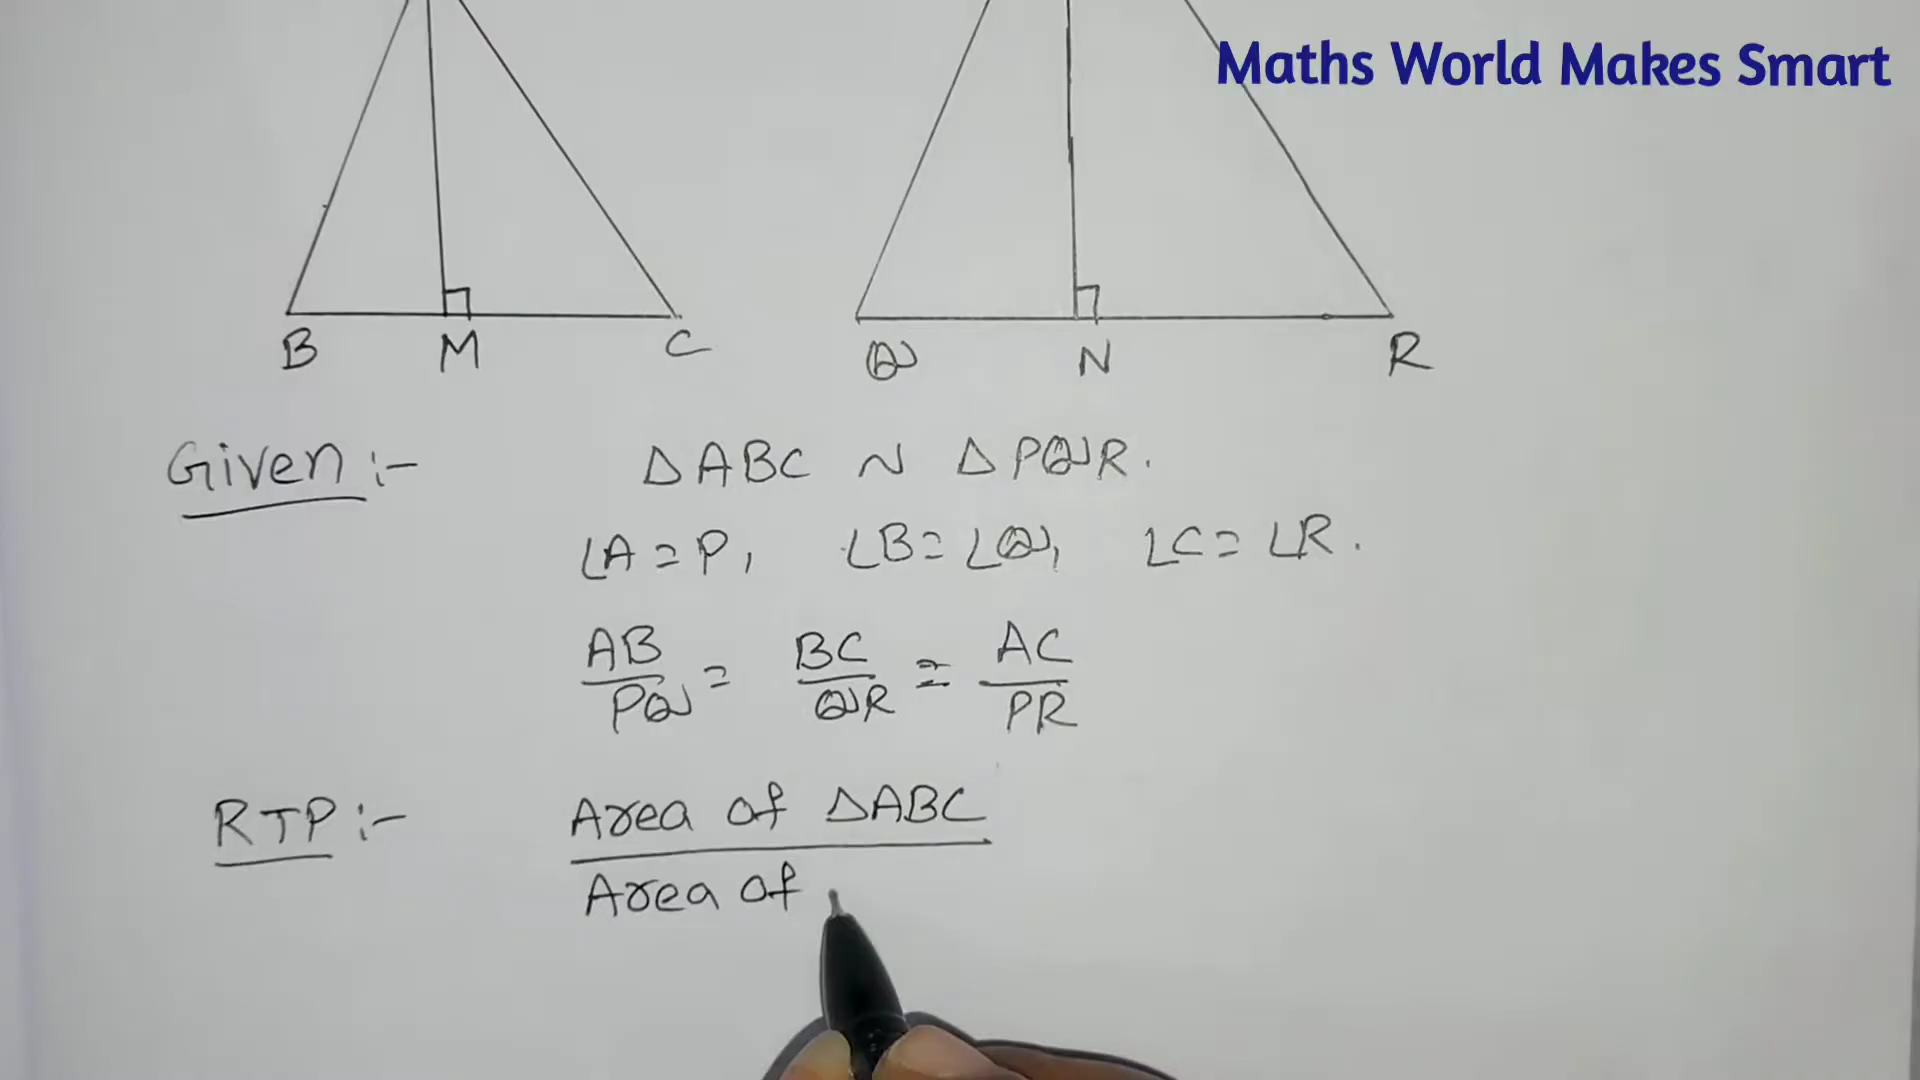 Maths World Makes Smart
B M C Q N R
Given :- ΔABC ~ ΔPQR.
∠A = P, ∠B = ∠Q, ∠C = ∠R.
AB/PQ = BC/QR = AC/PR
RTP :- Area of ΔABC
Area of